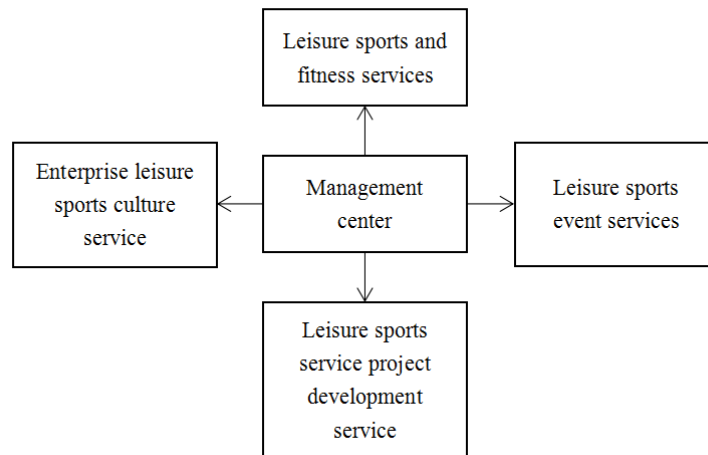 Leisure sports and
fitness services
Enterprise leisure
sports culture
service
Management
center
Leisure sports
event services
Leisure sports
service project
development
service